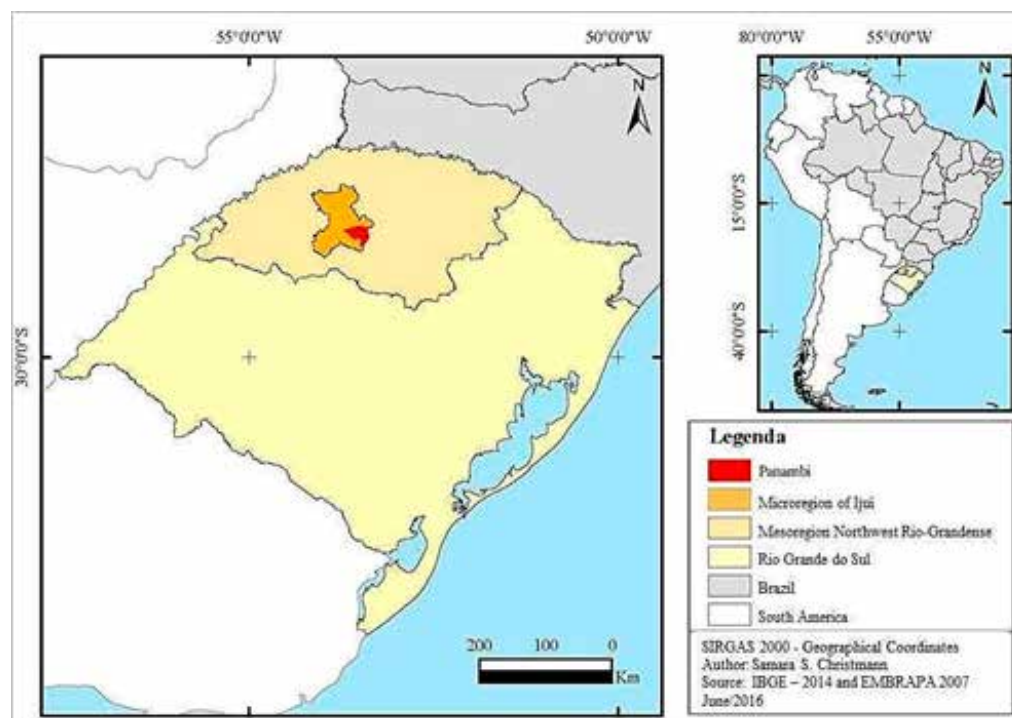 55°0'0"W
50°0'0"W
N
30°0'0"S
200 100 0
Km
80°0'0"W
55°0'0"W
N
15°0'0"S
40°0'0"S
Legenda
Panambi
Microregion of Ijuí
Mesoregion Northwest Rio-Grandense
Rio Grande do Sul
Brazil
South America
SIRGAS 2000 - Geographical Coordinates
Author: Samara S. Christmann
Source: IBGE – 2014 and EMBRAPA 2007
June/2016